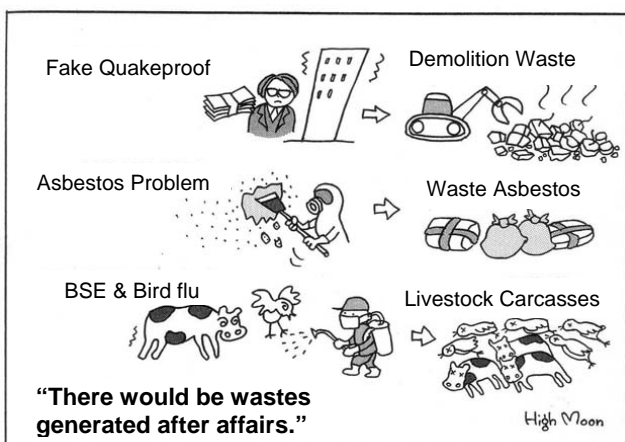 Fake Quakeproof
Demolition Waste
Asbestos Problem
Waste Asbestos
BSE & Bird flu
Livestock Carcasses
“There would be wastes
generated after affairs.”
High Moon